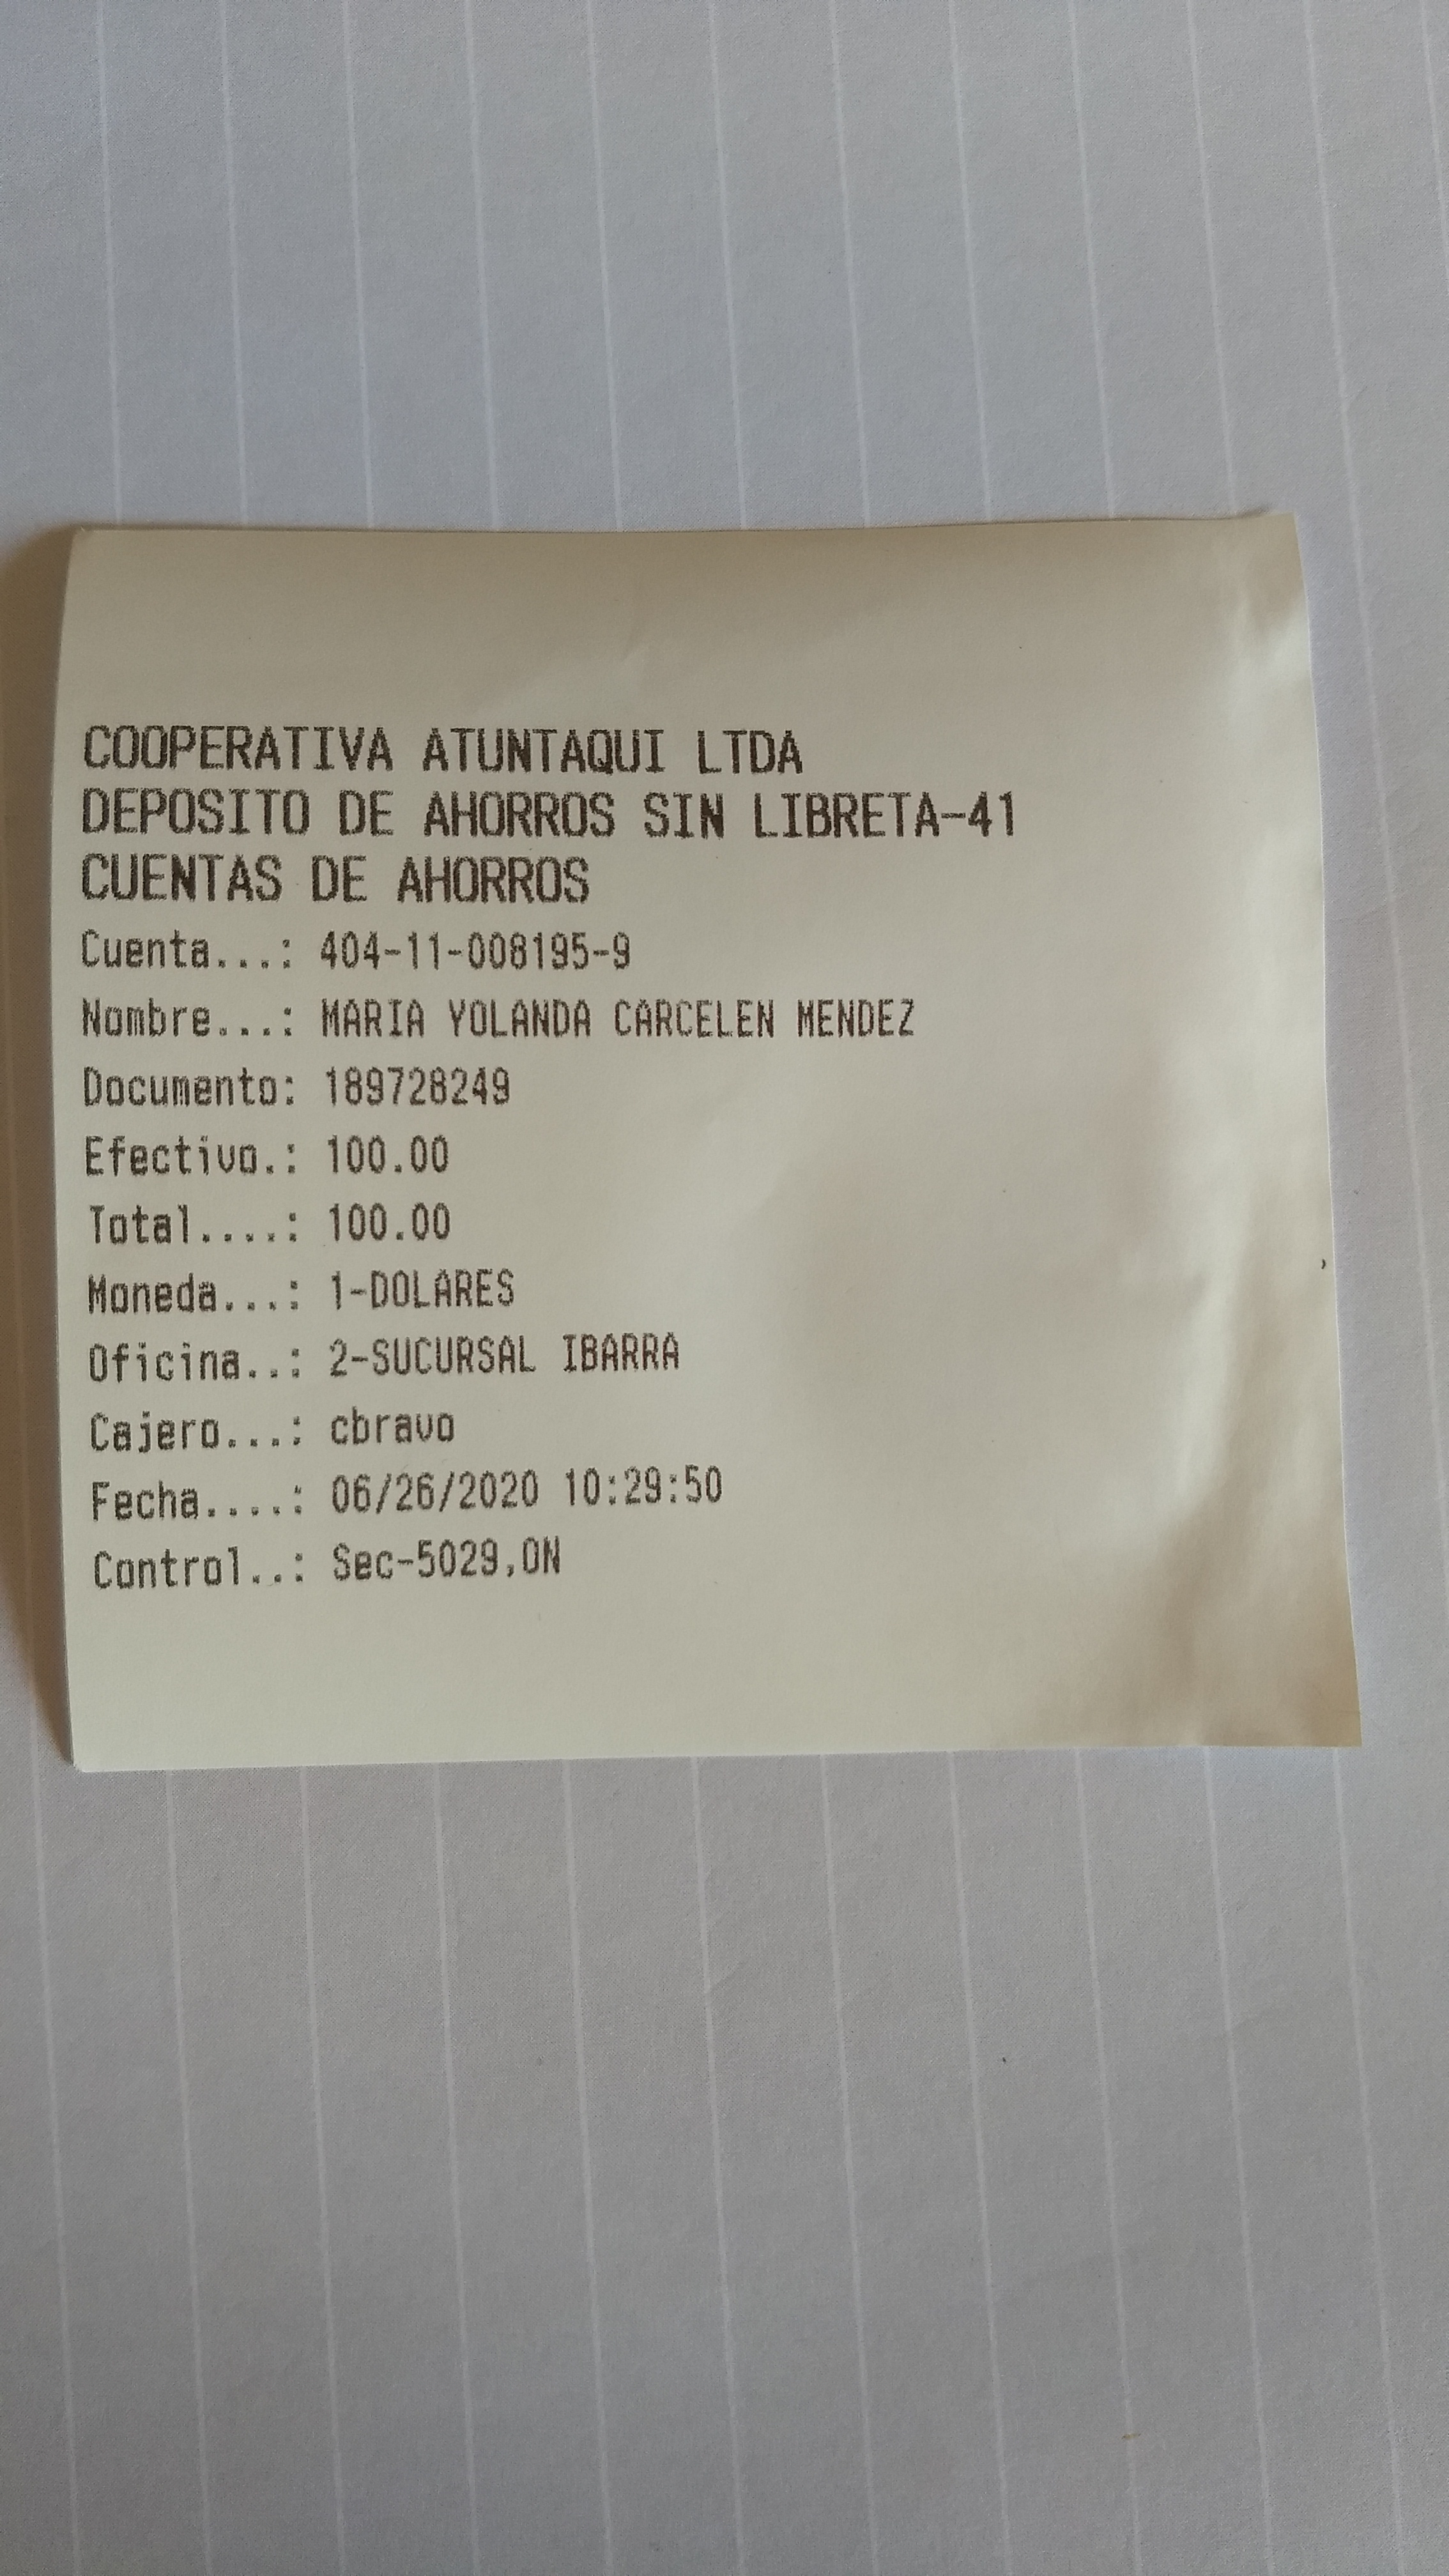 COOPERATIVA ATUNTAQUI LTDA
DEPOSITO DE AHORROS SIN LIBRETA-41
CUENTAS DE AHORROS
Cuenta...: 404-11-008195-9
Nombre...: MARIA YOLANDA CARCELEN MENDEZ
Documento: 189728249
Efectivo.: 100.00
Total....: 100.00
Moneda...: 1-DOLARES
Oficina..: 2-SUCURSAL IBARRA
Cajero...: cbravo
Fecha....: 06/26/2020 10:29:50
Control..: Sec-5029,ON